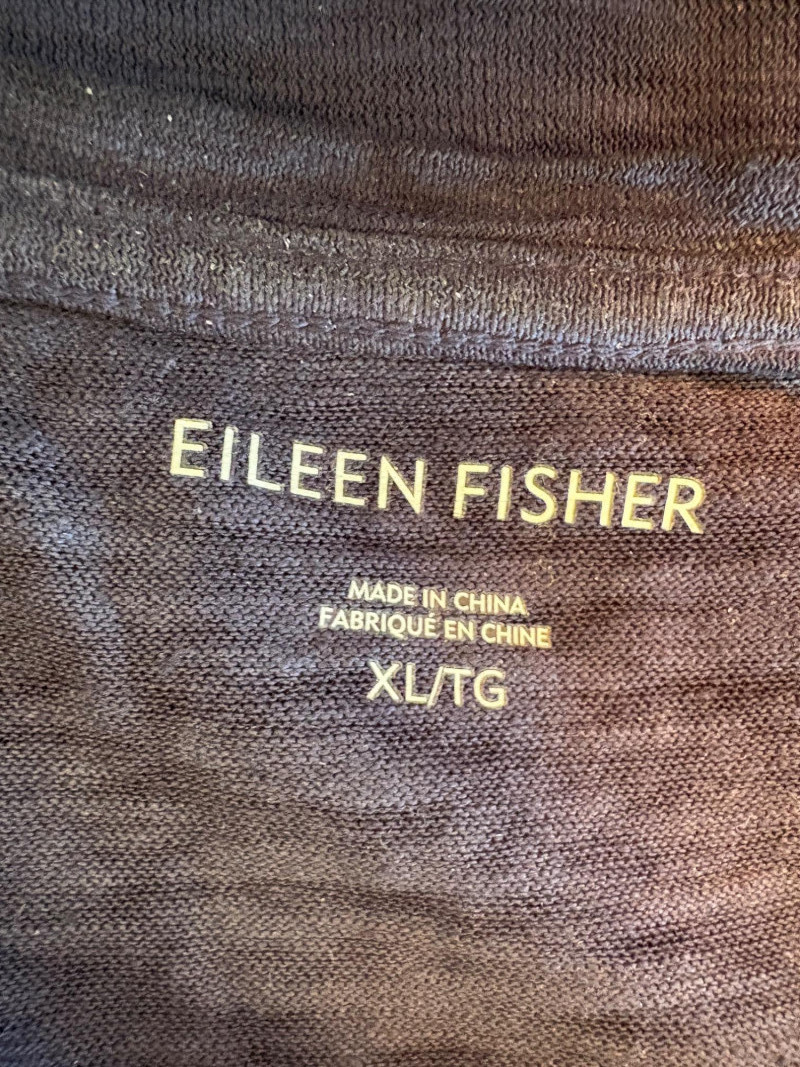 EILEEN FISHER
MADE IN CHINA
FABRIQUÉ EN CHINE
XL/TG